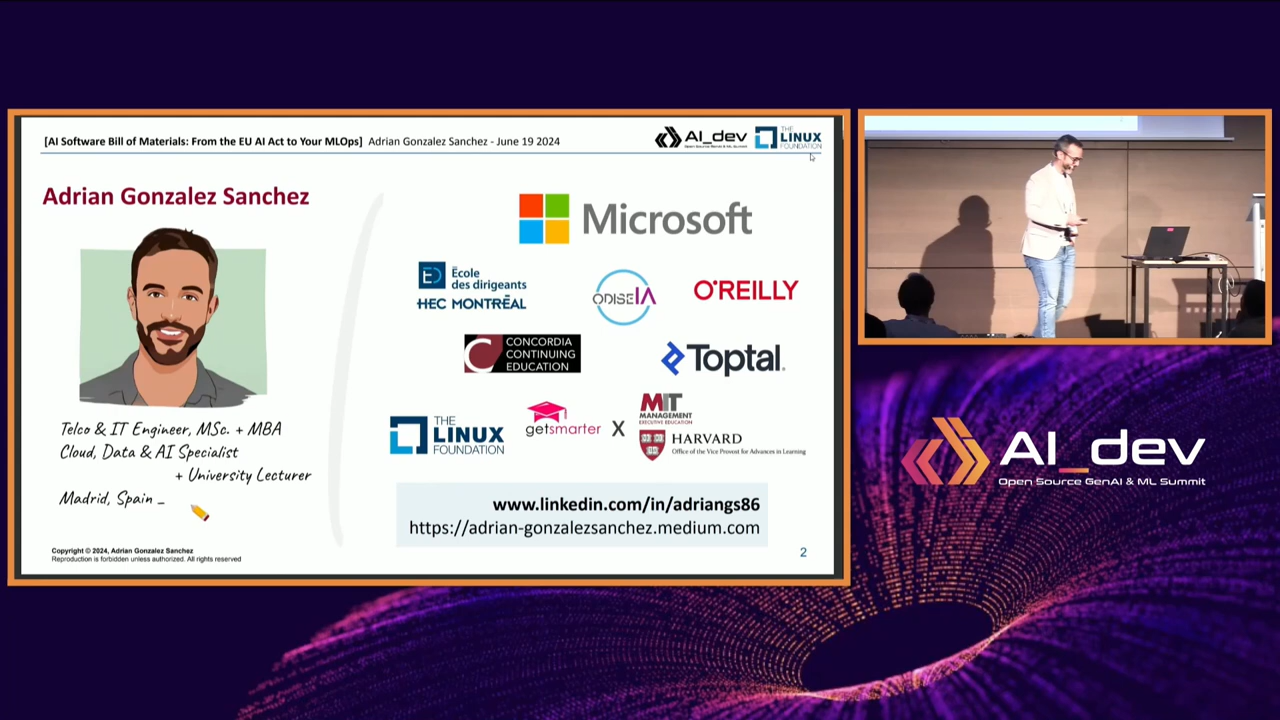 [AI Software Bill of Materials: From the EU AI Act to Your MLOps] Adrian Gonzalez Sanchez - June 19 2024
AI_dev
Open Source GenAI & ML Summit
THE
LINUX
FOUNDATION
Adrian Gonzalez Sanchez
Telco & IT Engineer, MSc. + MBA
Cloud, Data & AI Specialist
+ University Lecturer
Madrid, Spain _
Microsoft
École
des dirigeants
HEC MONTRÉAL
ODISEIA
O'REILLY
CONCORDIA
CONTINUING
EDUCATION
Toptal.
THE
LINUX
FOUNDATION
getsmarter
X
MIT
MANAGEMENT
EXECUTIVE EDUCATION
HARVARD
Office of the Vice Provost for Advances in Learning
www.linkedin.com/in/adriangs86
https://adrian-gonzalezsanchez.medium.com
Copyright © 2024, Adrian Gonzalez Sanchez
Reproduction is forbidden unless authorized. All rights reserved
2
AI_dev
Open Source GenAI & ML Summit